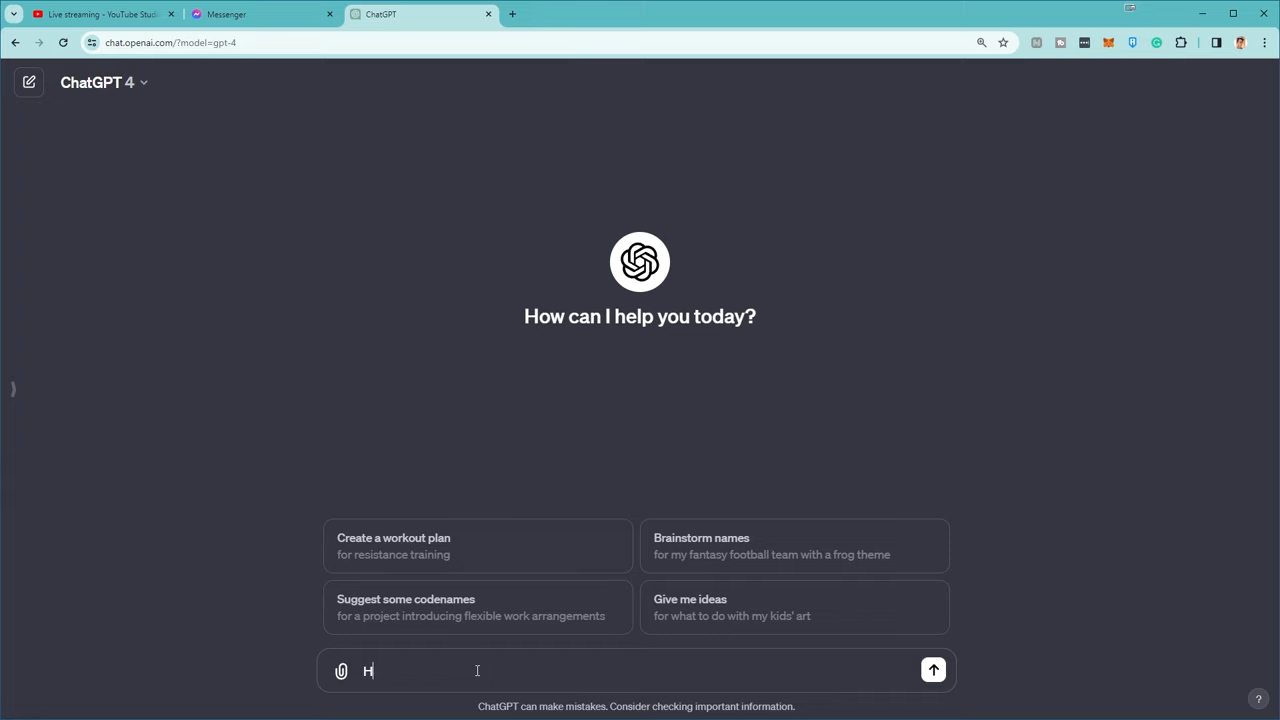 Live streaming - YouTube Studi
Messenger
ChatGPT
chat.openai.com/?model=gpt-4
ChatGPT 4
How can I help you today?
Create a workout plan
for resistance training
Brainstorm names
for my fantasy football team with a frog theme
Suggest some codenames
for a project introducing flexible work arrangements
Give me ideas
for what to do with my kids' art
H
ChatGPT can make mistakes. Consider checking important information.
?